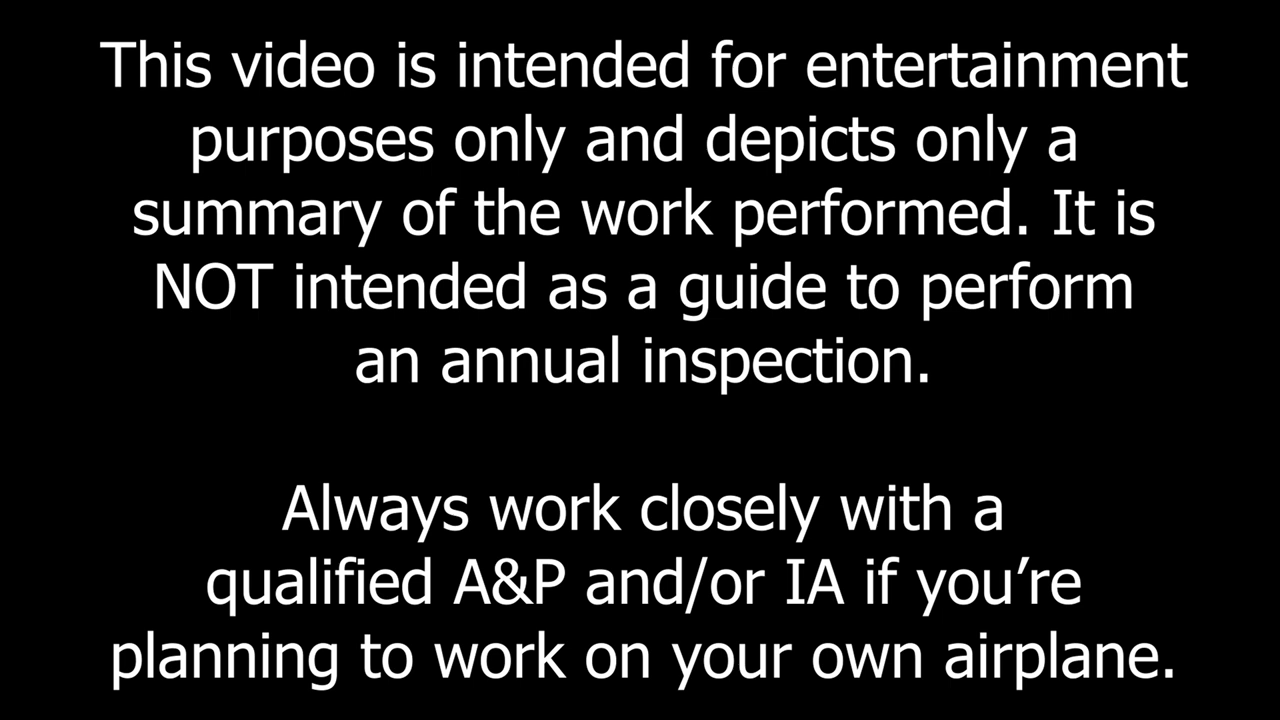 This video is intended for entertainment
purposes only and depicts only a
summary of the work performed. It is
NOT intended as a guide to perform
an annual inspection.
Always work closely with a
qualified A&P and/or IA if you’re
planning to work on your own airplane.